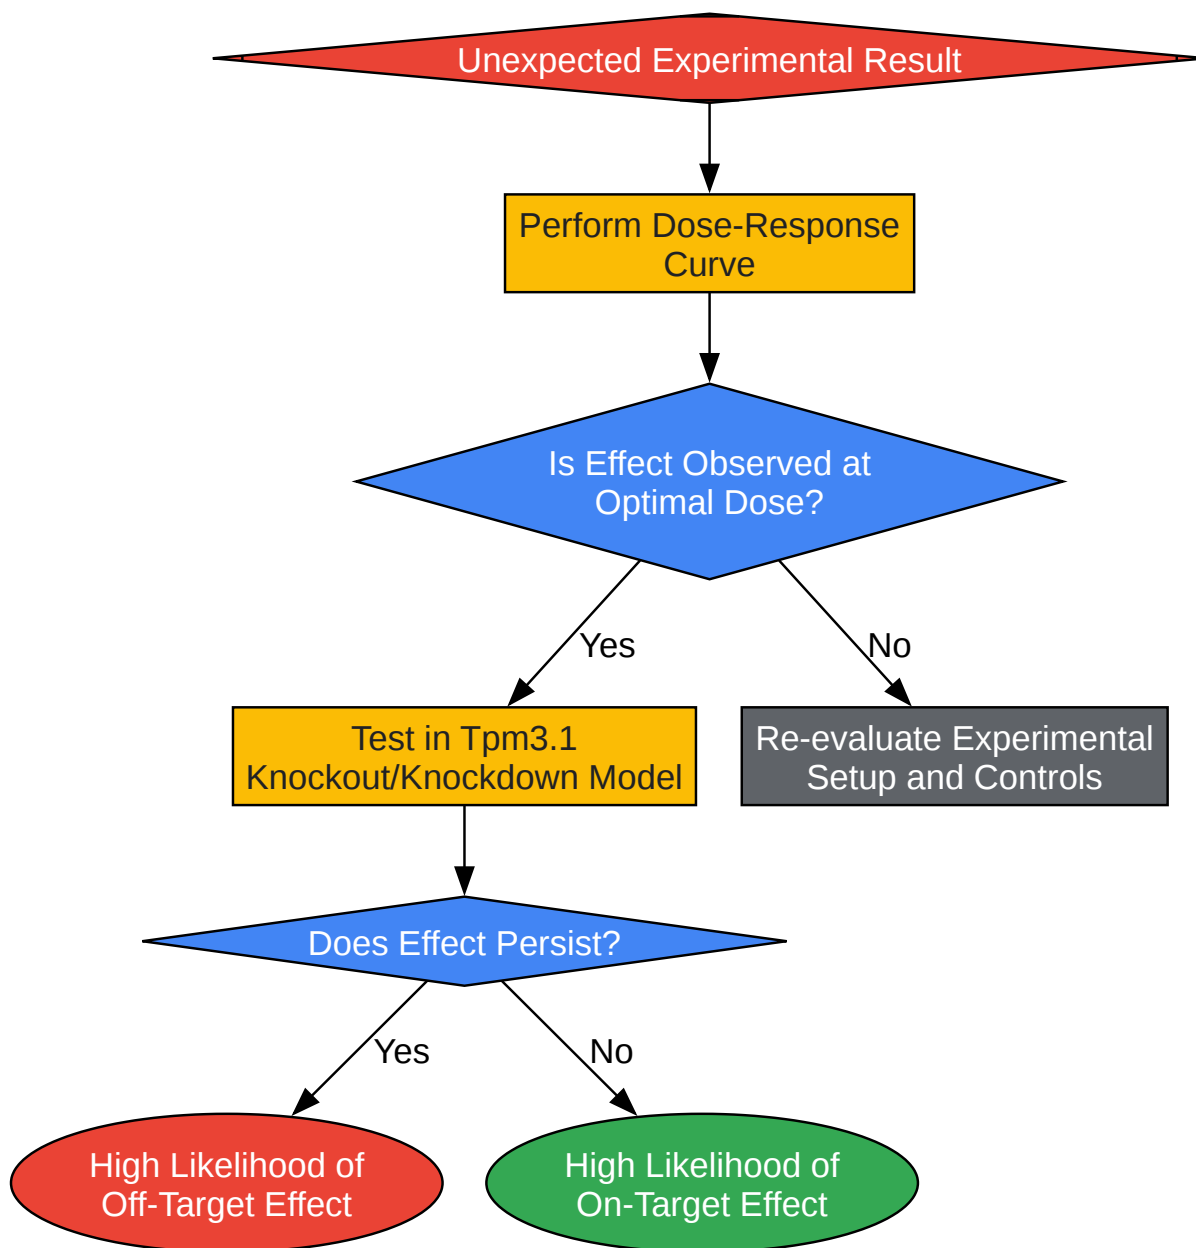 Unexpected Experimental Result
Perform Dose-Response
Curve
Is Effect Observed at
Optimal Dose?
Yes
No
Test in Tpm3.1
Knockout/Knockdown Model
Re-evaluate Experimental
Setup and Controls
Does Effect Persist?
Yes
No
High Likelihood of
Off-Target Effect
High Likelihood of
On-Target Effect